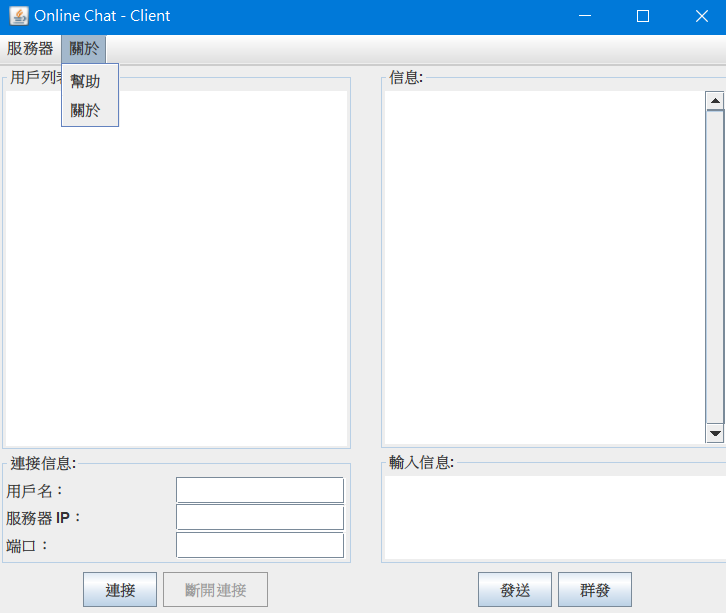 Online Chat - Client
服務器 關於
幫助
關於
用戶列
信息:
連接信息:
用戶名：
服務器 IP：
端口：
輸入信息:
連接 斷開連接 發送 群發